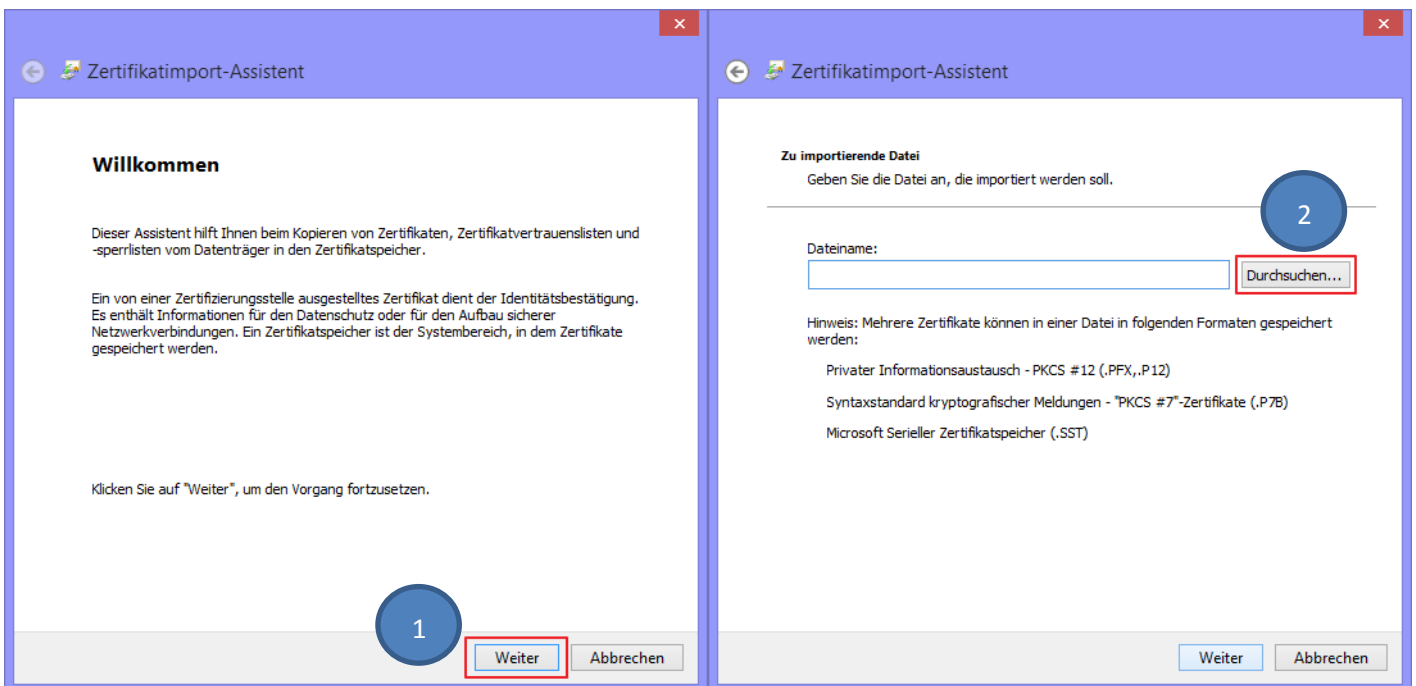 Zertifikatimport-Assistent
Willkommen
Dieser Assistent hilft Ihnen beim Kopieren von Zertifikaten, Zertifikatvertrauenslisten und
-sperrlisten vom Datenträger in den Zertifikatspeicher.
Ein von einer Zertifizierungsstelle ausgestelltes Zertifikat dient der Identitätsbestätigung.
Es enthält Informationen für den Datenschutz oder für den Aufbau sicherer
Netzwerkverbindungen. Ein Zertifikatspeicher ist der Systembereich, in dem Zertifikate
gespeichert werden.
Klicken Sie auf "Weiter", um den Vorgang fortzusetzen.
1
Weiter
Abbrechen
Zertifikatimport-Assistent
Zu importierende Datei
Geben Sie die Datei an, die importiert werden soll.
2
Dateiname:
Durchsuchen...
Hinweis: Mehrere Zertifikate können in einer Datei in folgenden Formaten gespeichert
werden:
Privater Informationsaustausch - PKCS #12 (.PFX,.P12)
Syntaxstandard kryptografischer Meldungen - "PKCS #7"-Zertifikate (.P7B)
Microsoft Serieller Zertifikatspeicher (.SST)
Weiter
Abbrechen